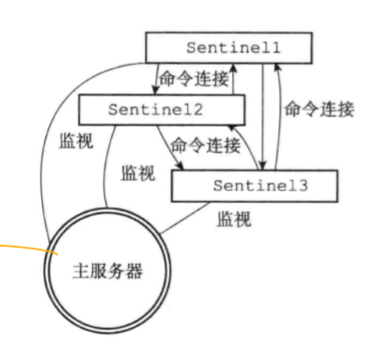 Sentinel1
命令连接
Sentinel2
命令连接
监视
命令连接
监视
Sentinel3
监视
主服务器